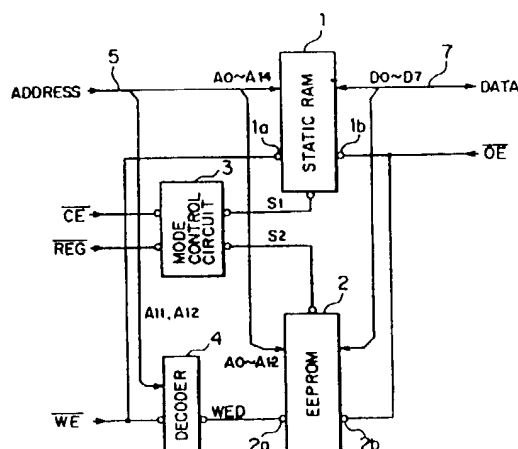 1
5
7
ADDRESS
A0~A14
D0~D7
DATA
STATIC RAM
1a
1b
OE
3
CE
REG
MODE CONTROL CIRCUIT
S1
S2
2
A11, A12
4
A0~A12
EEPROM
DECODER
WE
WED
2a
2b